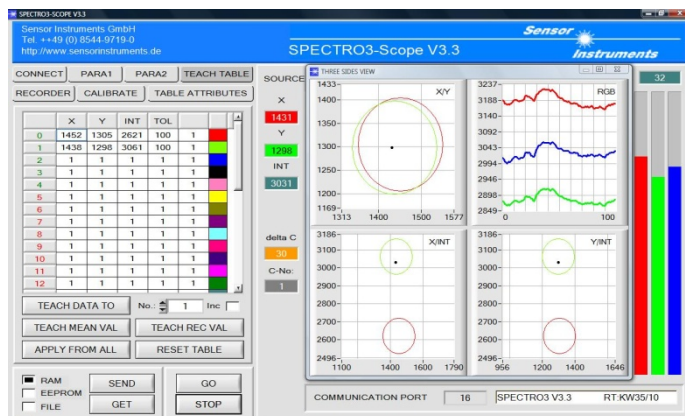 SPECTRO3-SCOPE V3.3
Sensor Instruments GmbH
Tel. ++49 (0) 8544-9719-0
http://www.sensorinstruments.de
SPECTRO3-Scope V3.3
Sensor
Instruments
CONNECT PARA1 PARA2 TEACH TABLE
RECORDER CALIBRATE TABLE ATTRIBUTES
X Y INT TOL
0 1452 1305 2621 100 1
1 1438 1298 3061 100 1
2 1 1 1 1 1
3 1 1 1 1 1
4 1 1 1 1 1
5 1 1 1 1 1
6 1 1 1 1 1
7 1 1 1 1 1
8 1 1 1 1 1
9 1 1 1 1 1
10 1 1 1 1 1
11 1 1 1 1 1
12 1 1 1 1 1
TEACH DATA TO No.: 1 Inc
TEACH MEAN VAL TEACH REC VAL
APPLY FROM ALL RESET TABLE
RAM
EEPROM
FILE
SEND GO
GET STOP
SOURCE
X
1431
Y
1298
INT
3031
delta C
30
C-No:
1
THREE SIDES VIEW
32
X/Y
1433
1400
1350
1300
1250
1200
1169
1313 1400 1500 1577
RGB
3237
3188
3140
3092
3043
2994
2946
2898
2849
0 100
X/INT
3186
3100
3000
2900
2800
2700
2600
2496
1100 1400 1600 1790
Y/INT
3186
3100
3000
2900
2800
2700
2600
2496
956 1200 1400 1646
COMMUNICATION PORT 16 SPECTRO3 V3.3 RT:KW35/10